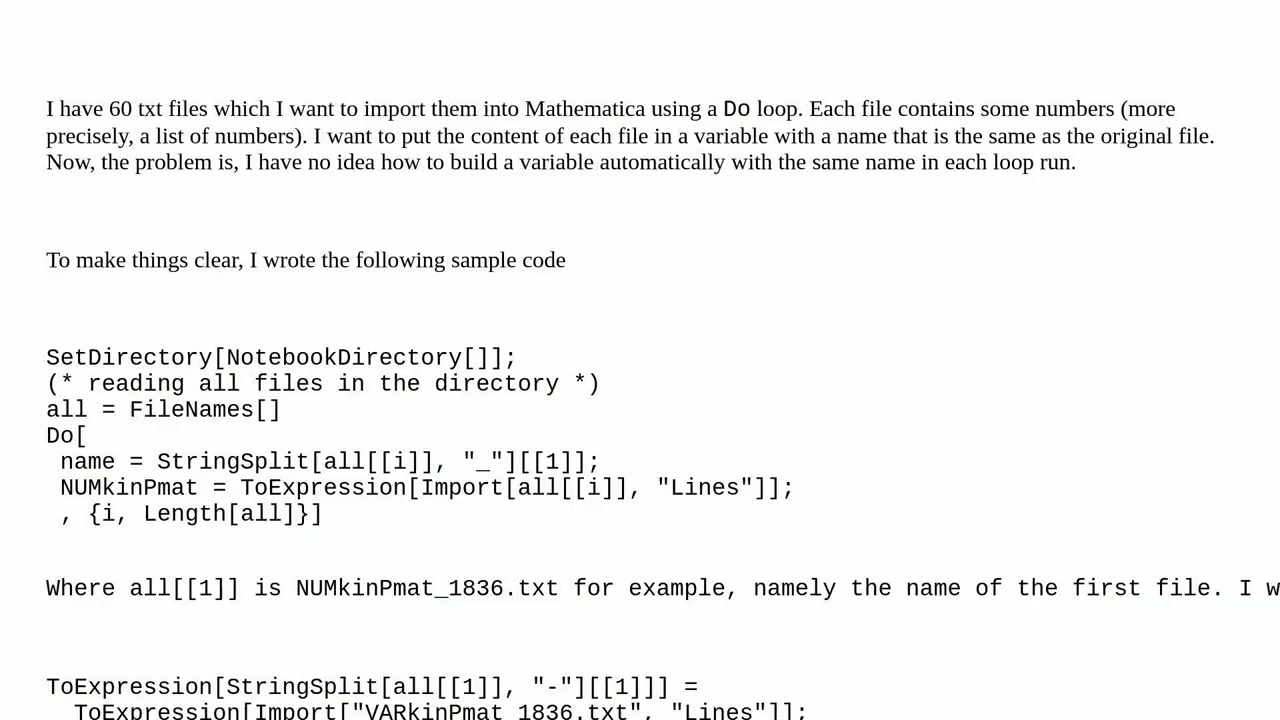 I have 60 txt files which I want to import them into Mathematica using a Do loop. Each file contains some numbers (more
precisely, a list of numbers). I want to put the content of each file in a variable with a name that is the same as the original file.
Now, the problem is, I have no idea how to build a variable automatically with the same name in each loop run.
To make things clear, I wrote the following sample code
SetDirectory[NotebookDirectory[]];
(* reading all files in the directory *)
all = FileNames[]
Do[
 name = StringSplit[all[[i]], "_"][[1]];
 NUMkinPmat = ToExpression[Import[all[[i]], "Lines"]];
 , {i, Length[all]}]
Where all[[1]] is NUMkinPmat_1836.txt for example, namely the name of the first file. I w
ToExpression[StringSplit[all[[1]], "-"][[1]]] =
  ToExpression[Import["VARkinPmat_1836.txt", "Lines"]];